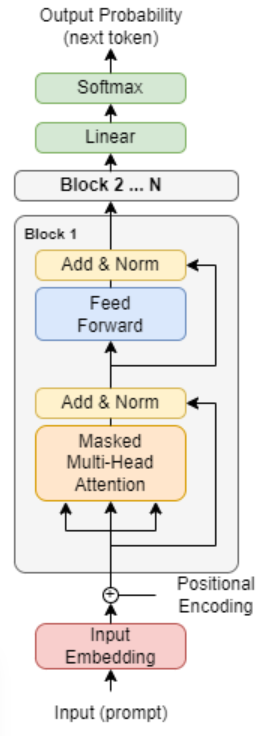 Output Probability
(next token)
Softmax
Linear
Block 2 ... N
Block 1
Add & Norm
Feed
Forward
Add & Norm
Masked
Multi-Head
Attention
Positional
Encoding
Input
Embedding
Input (prompt)